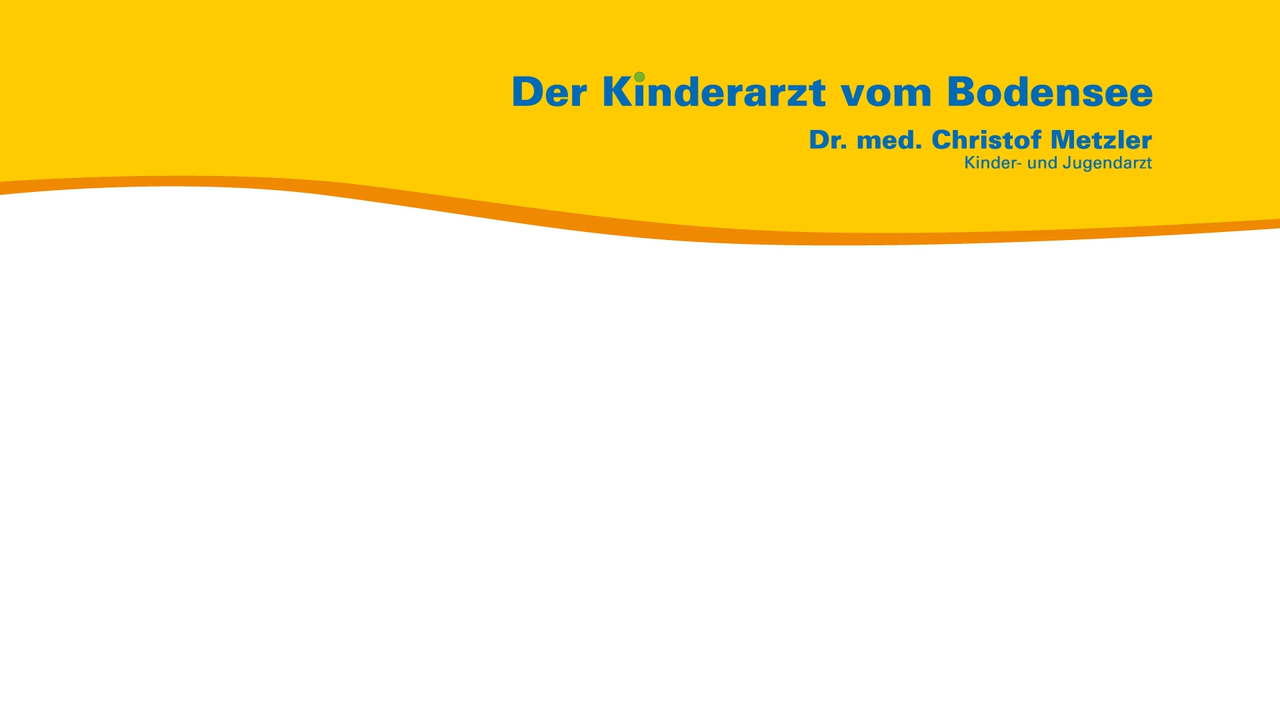 Der Kinderarzt vom Bodensee
Dr. med. Christof Metzler
Kinder- und Jugendarzt